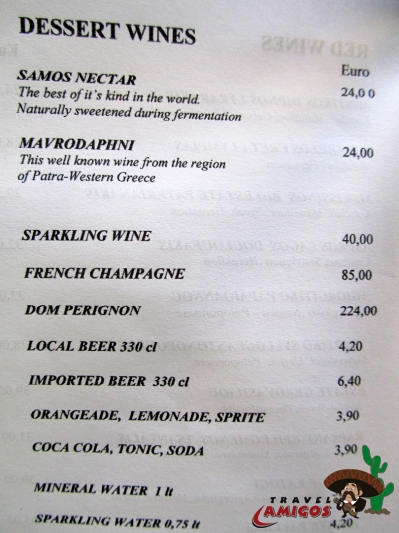 DESSERT WINES
RED WINES
Euro
SAMOS NECTAR 24,0 0
The best of it's kind in the world.
Naturally sweetened during fermentation
MAVRODAPHNI 24,00
This well known wine from the region
of Patra-Western Greece
SPARKLING WINE 40,00
FRENCH CHAMPAGNE 85,00
DOM PERIGNON 224,00
LOCAL BEER 330 cl 4,20
IMPORTED BEER 330 cl 6,40
ORANGEADE, LEMONADE, SPRITE 3,90
COCA COLA, TONIC, SODA 3,90
MINERAL WATER 1 lt
SPARKLING WATER 0,75 lt 4,20
TRAVEL
AMIGOS